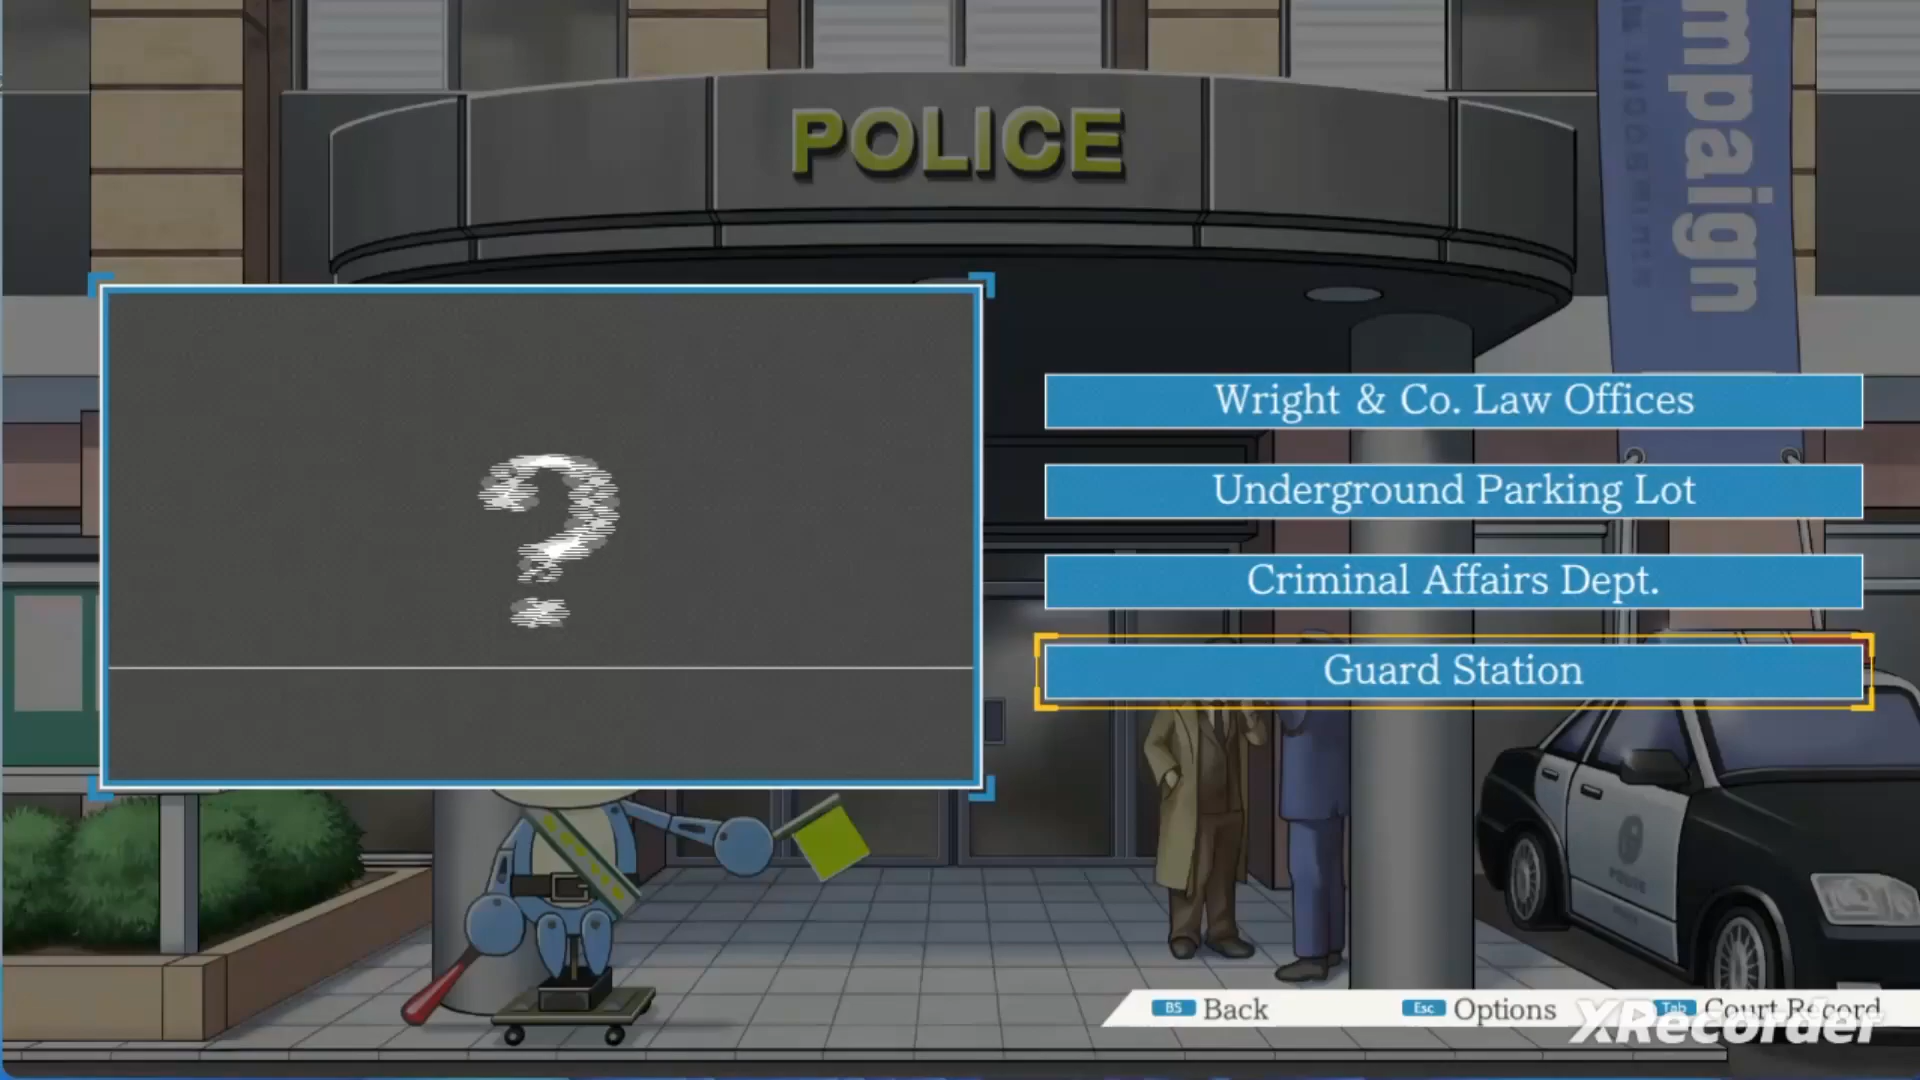 POLICE
mpaign
?
Wright & Co. Law Offices
Underground Parking Lot
Criminal Affairs Dept.
Guard Station
POLICE
BS Back
Esc Options
Tab Court Record
XRecorder